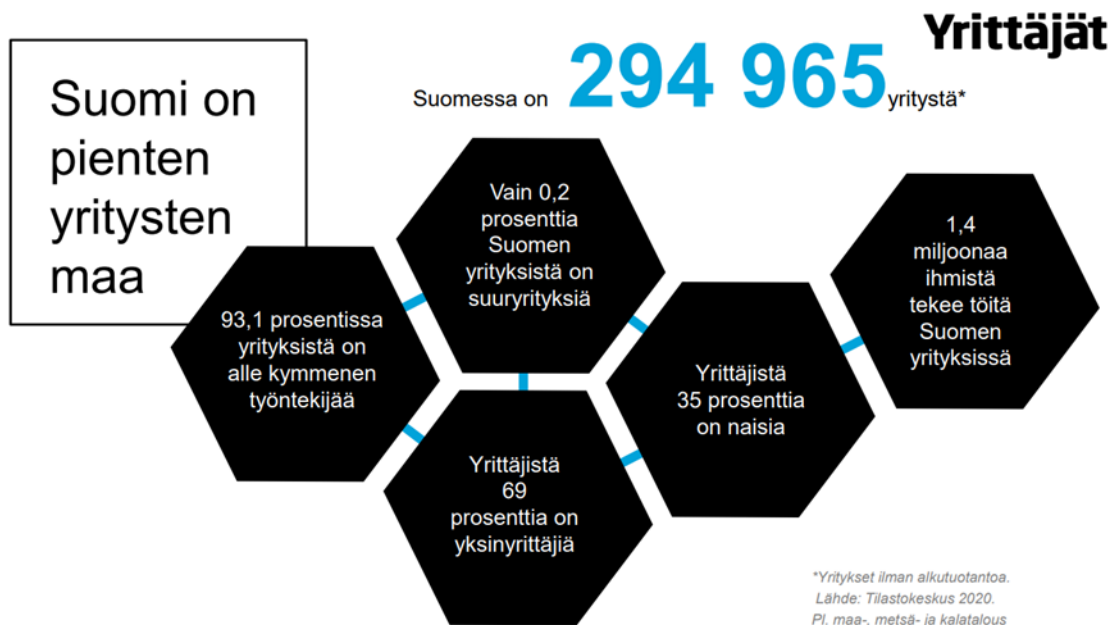 Yrittäjät
Suomi on
pienten
yritysten
maa
Suomessa on 294 965 yritystä*
Vain 0,2
prosenttia
Suomen
yrityksistä on
suuryrityksiä
1,4
miljoonaa
ihmistä
tekee töitä
Suomen
yrityksissä
93,1 prosentissa
yrityksistä on
alle kymmenen
työntekijää
Yrittäjistä
35 prosenttia
on naisia
Yrittäjistä
69
prosenttia on
yksinyrittäjiä
*Yritykset ilman alkutuotantoa.
Lähde: Tilastokeskus 2020.
Pl. maa-, metsä- ja kalatalous